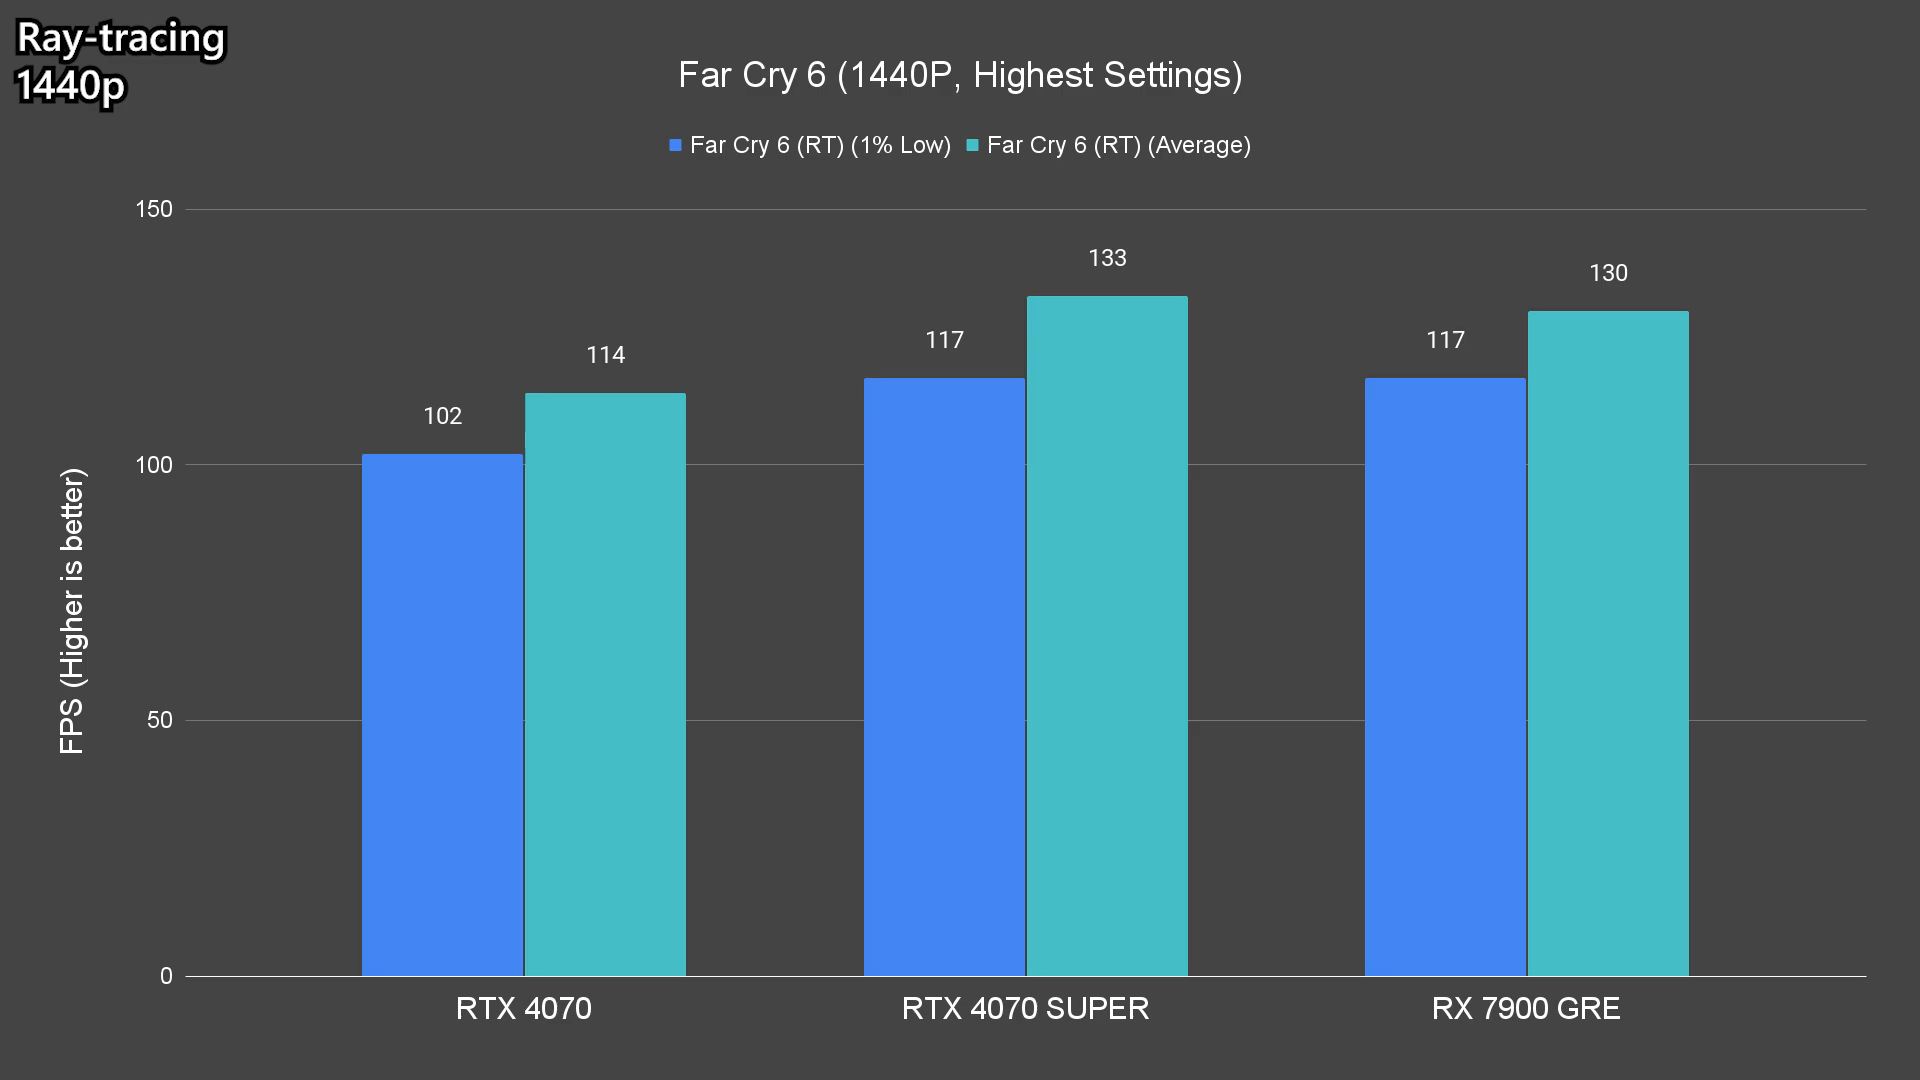 Ray-tracing
1440p
Far Cry 6 (1440P, Highest Settings)
Far Cry 6 (RT) (1% Low) Far Cry 6 (RT) (Average)
FPS (Higher is better)
150
100
50
0
102
114
117
133
117
130
RTX 4070
RTX 4070 SUPER
RX 7900 GRE